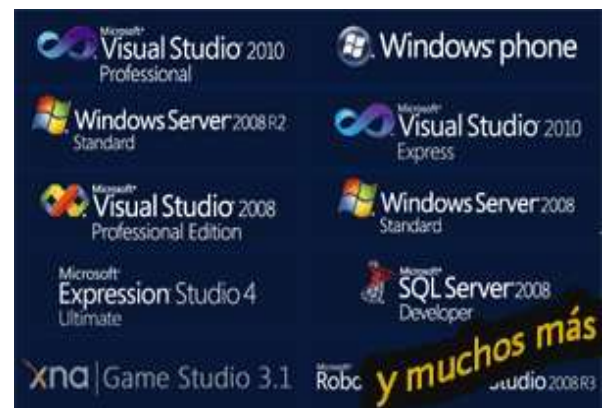 Microsoft
Visual Studio 2010
Professional
Windows phone
Windows Server 2008 R2
Standard
Microsoft
Visual Studio 2010
Express
Microsoft
Visual Studio 2008
Professional Edition
Windows Server 2008
Standard
Microsoft
Expression Studio 4
Ultimate
Microsoft
SQL Server 2008
Developer
xna Game Studio 3.1
Microsoft
2008 R3
y muchos más